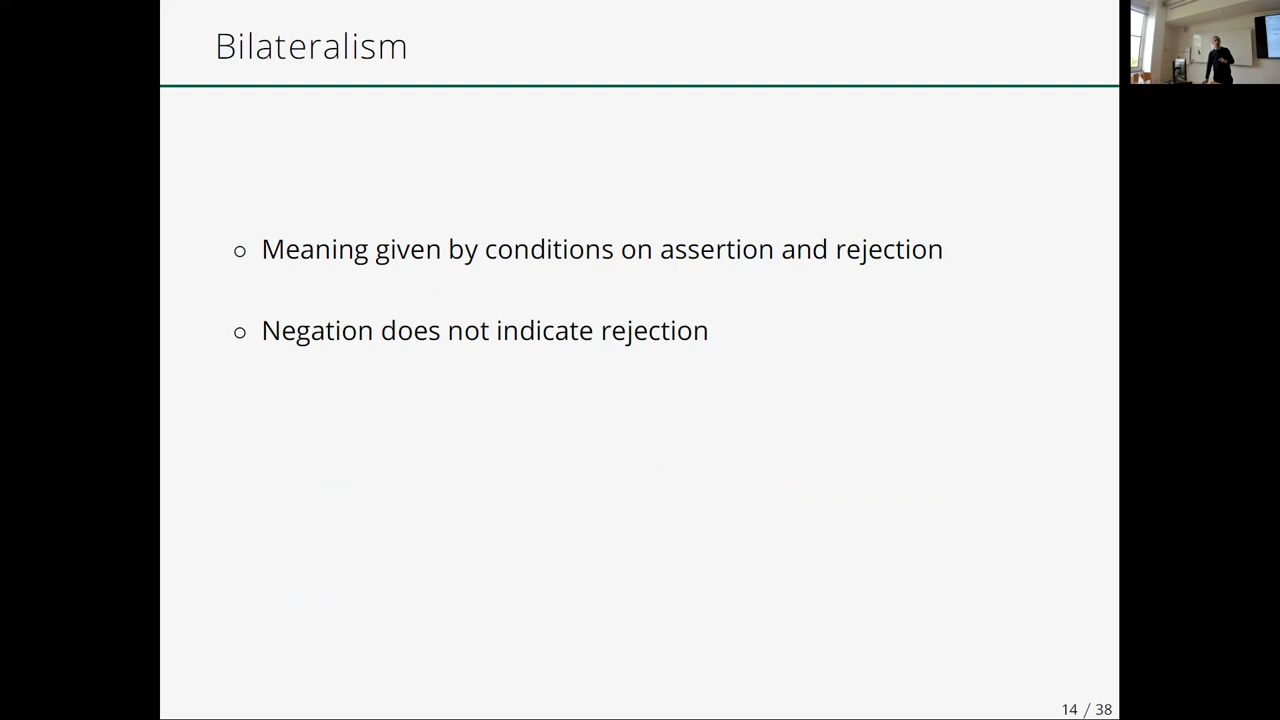 Bilateralism
Meaning given by conditions on assertion and rejection
Negation does not indicate rejection
14 / 38